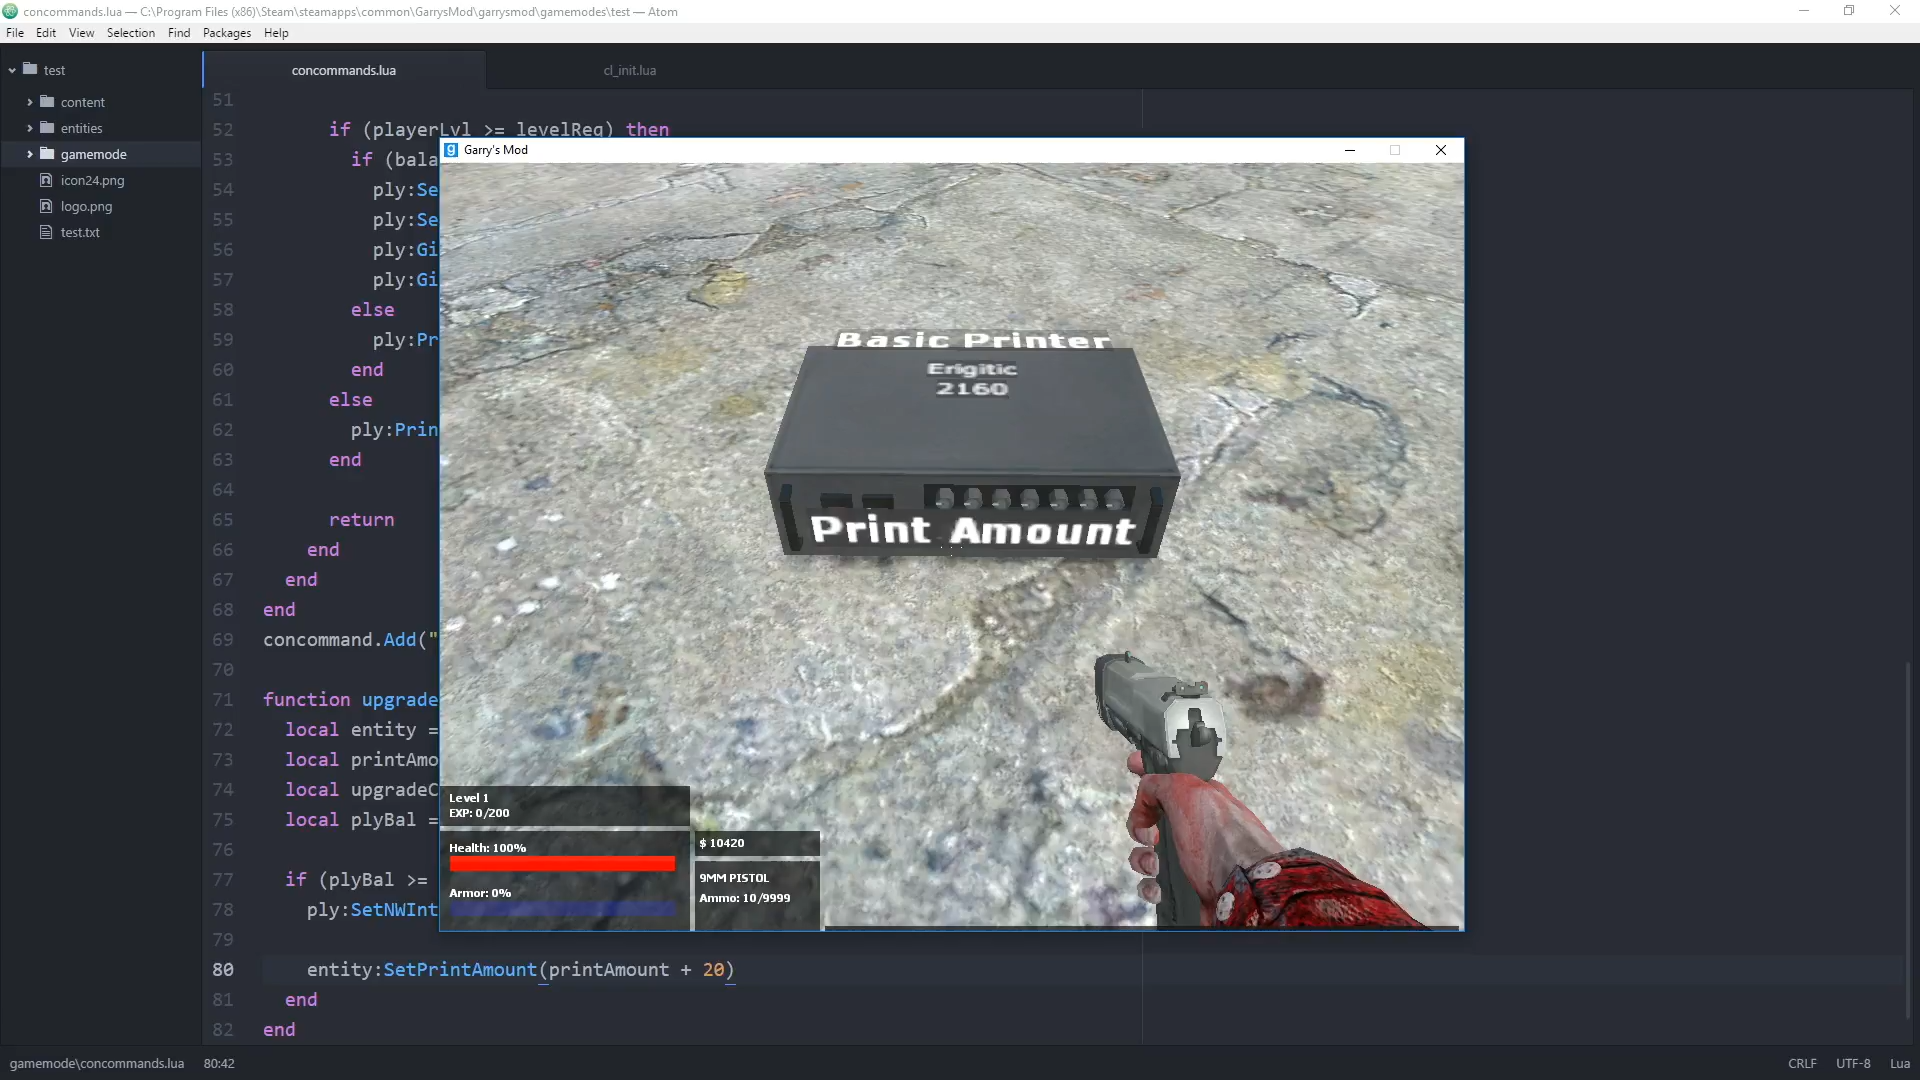 concommands.lua — C:\Program Files (x86)\Steam\steamapps\common\GarrysMod\garrysmod\gamemodes\test — Atom
File Edit View Selection Find Packages Help
test
content
entities
gamemode
icon24.png
logo.png
test.txt
concommands.lua cl_init.lua
51
52 if (playerLvl >= levelReq) then
53 if (bala
54 ply:Se
55 ply:Se
56 ply:Gi
57 ply:Gi
58 else
59 ply:Pr
60 end
61 else
62 ply:Prin
63 end
64
65 return
66 end
67 end
68 end
69 concommand.Add("
70
71 function upgrade
72 local entity =
73 local printAmo
74 local upgradeC
75 local plyBal =
76
77 if (plyBal >=
78 ply:SetNWInt
79
80 entity:SetPrintAmount(printAmount + 20)
81 end
82 end
Garry's Mod
Basic Printer
Erigitic
2160
Print Amount
Level 1
EXP: 0/200
Health: 100%
Armor: 0%
$ 10420
9MM PISTOL
Ammo: 10/9999
gamemode\concommands.lua 80:42 CRLF UTF-8 Lua